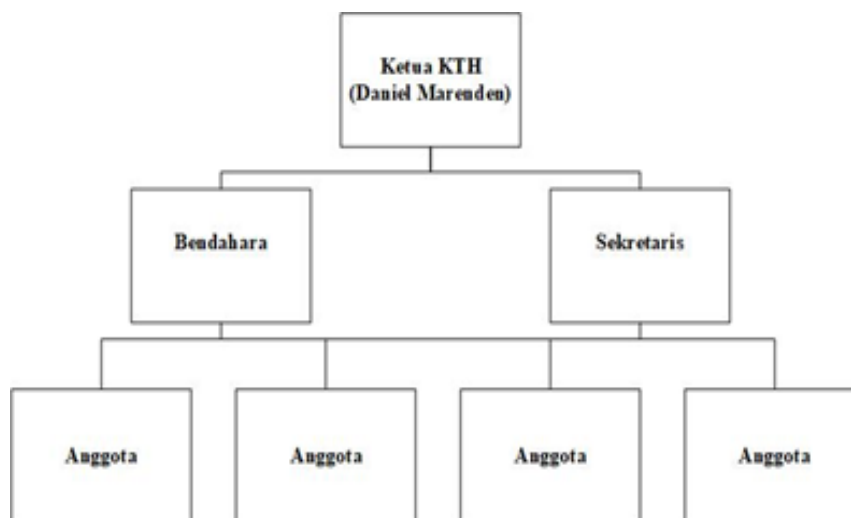 Ketua KTH
(Daniel Marenden)
Bendahara
Sekretaris
Anggota
Anggota
Anggota
Anggota